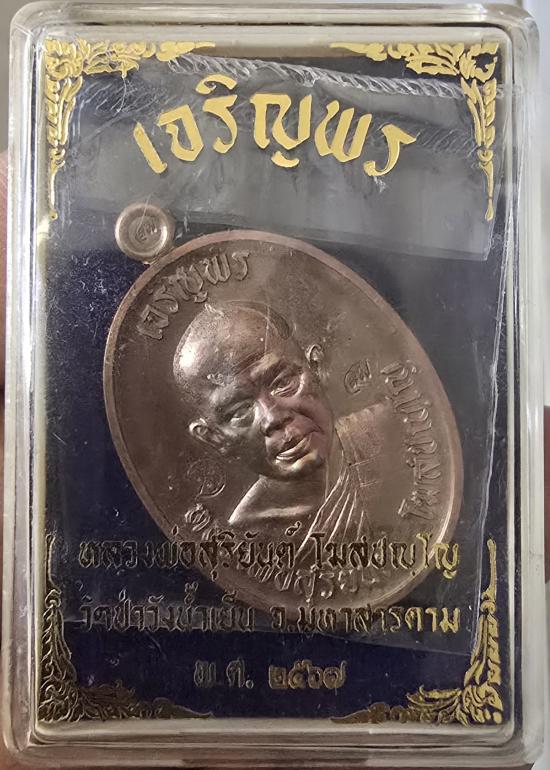 เจริญพร
เจริญพร
หลวงพ่อสุริยันต์ โฆสปญฺโญ
วัดป่าวังน้ำเย็น จ.มหาสารคาม
พ.ศ. ๒๕๖๗